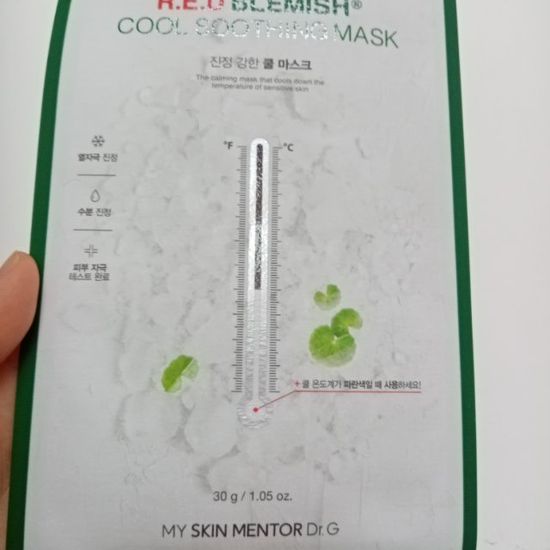 R.E.D BLEMISH®
COOL SOOTHING MASK
진정 강한 쿨 마스크
The calming mask that cools down the
temperature of sensitive skin
°F
°C
열자극 진정
수분 진정
피부 자극
테스트 완료
+ 쿨 온도계가 파란색일 때 사용하세요!
30 g / 1.05 oz.
MY SKIN MENTOR Dr.G